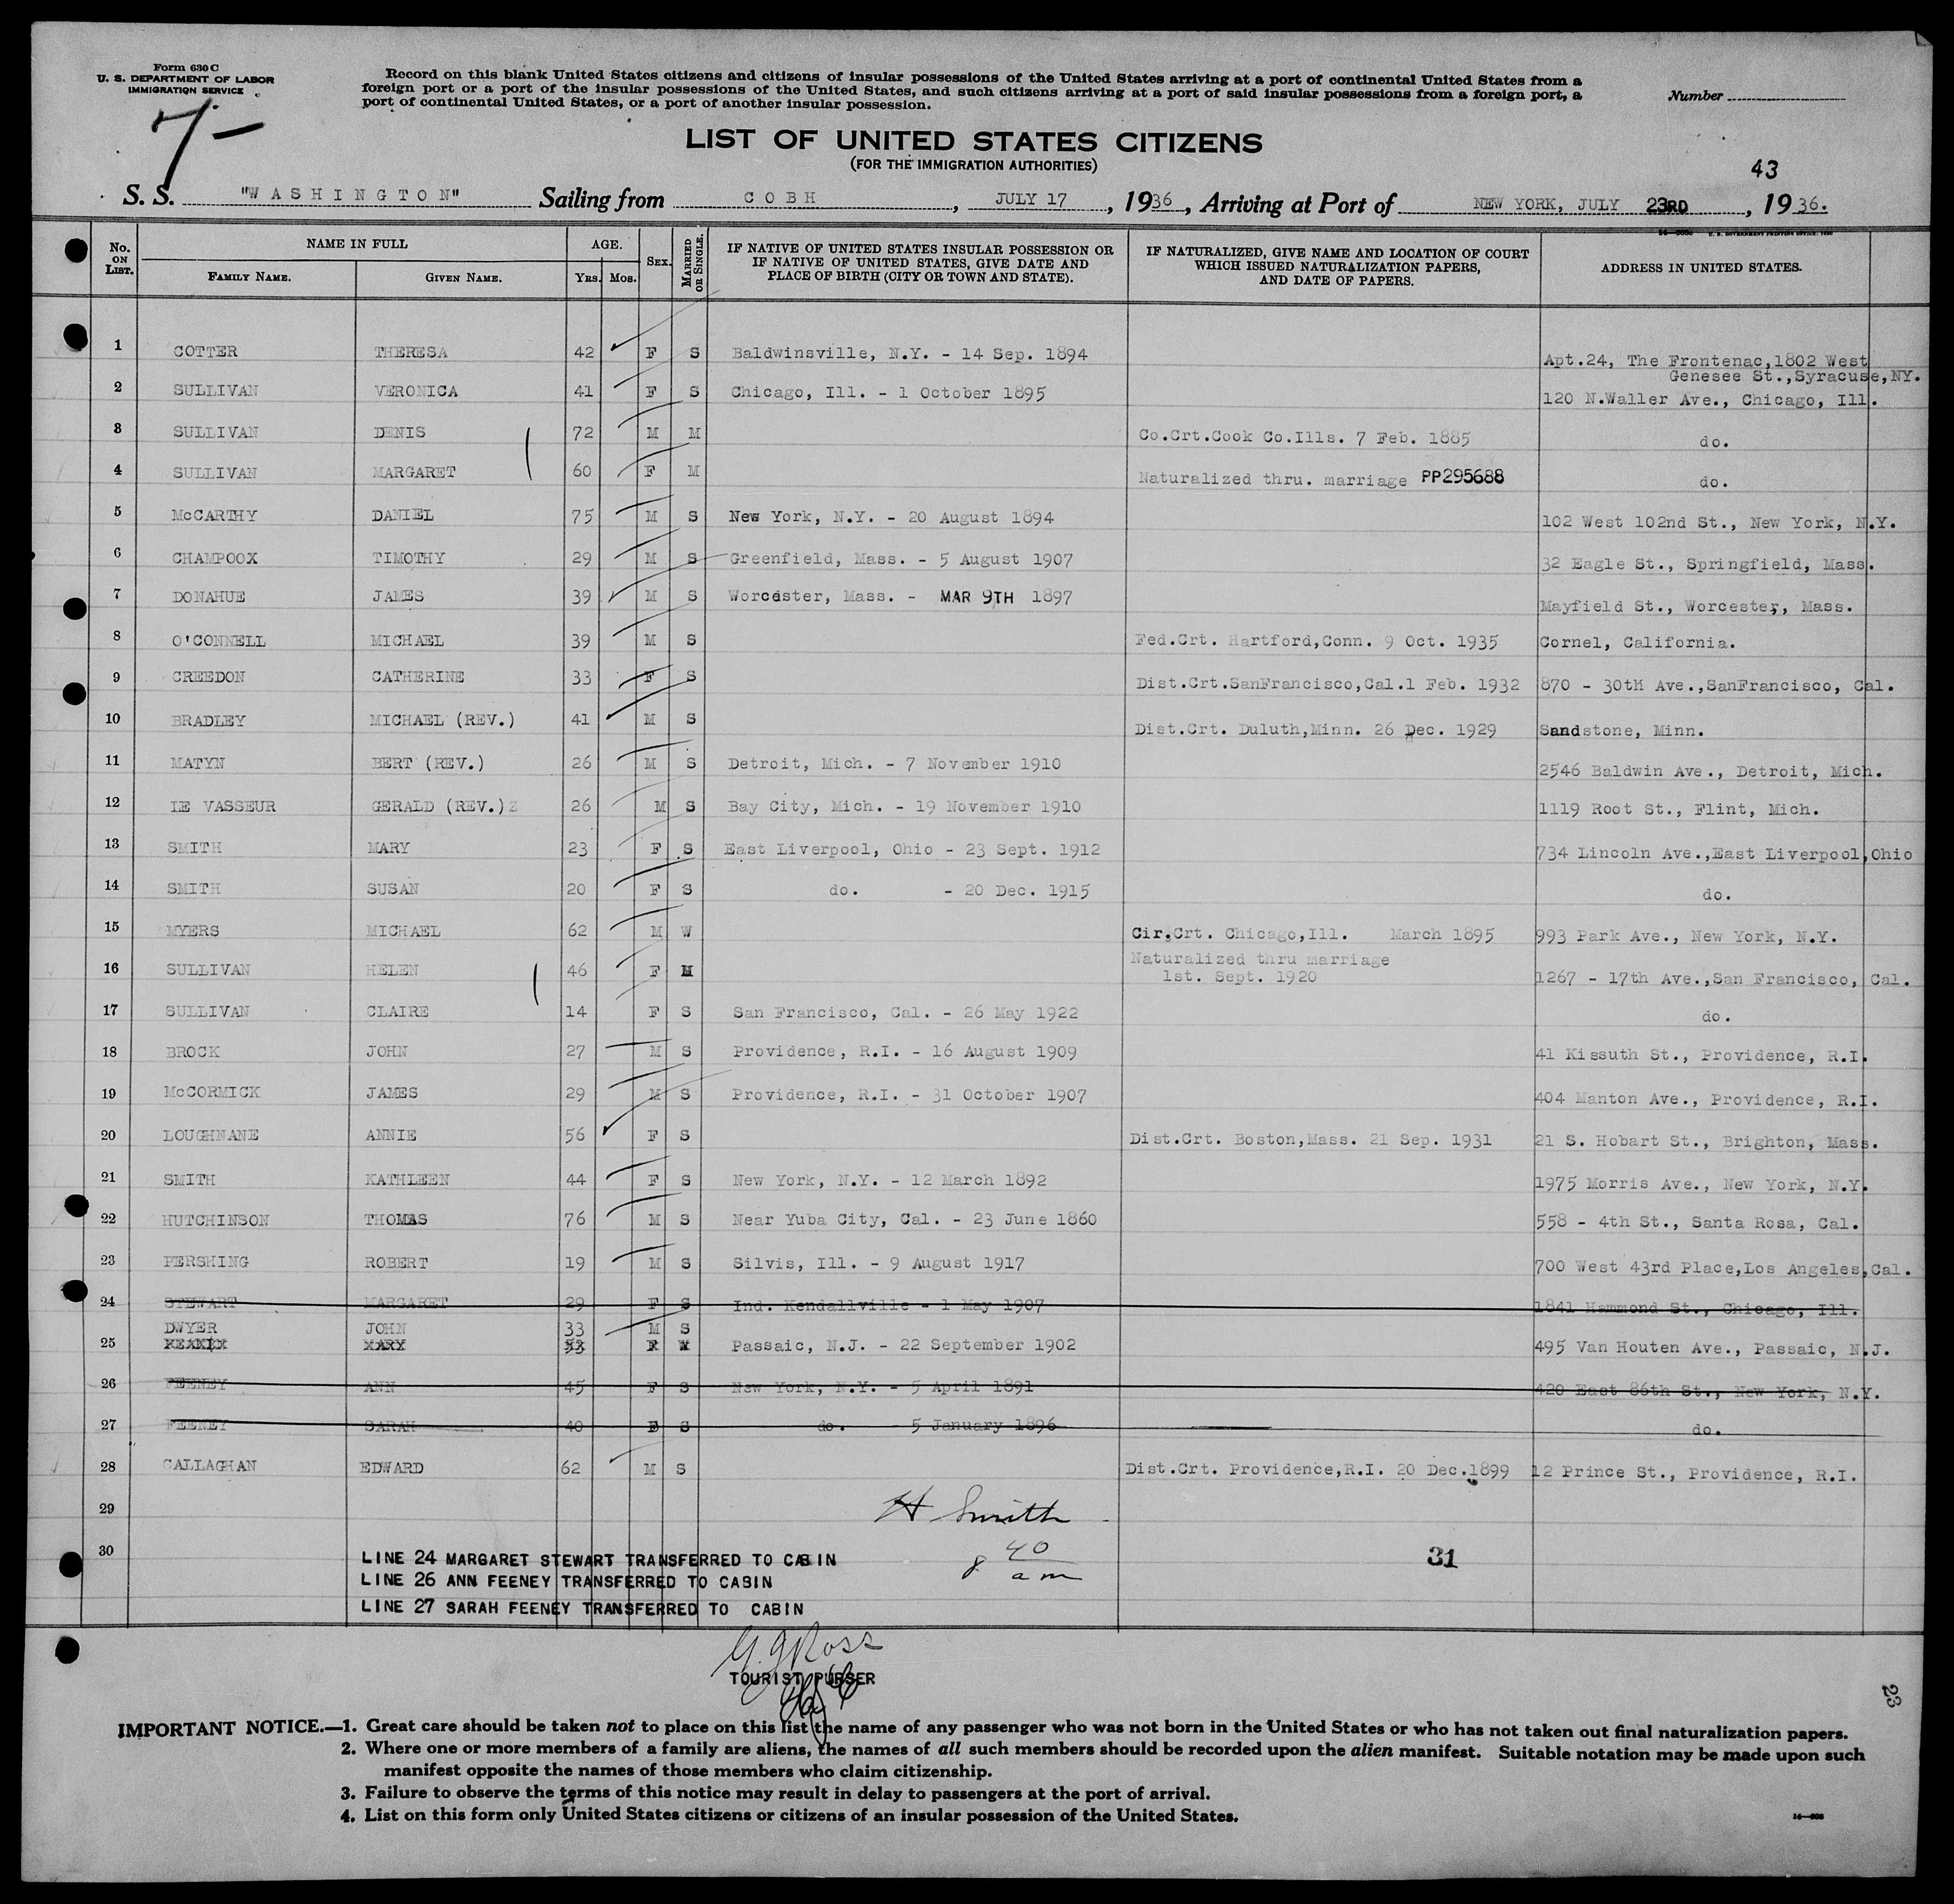 Form 630 C
U. S. DEPARTMENT OF LABOR
IMMIGRATION SERVICE
7-
Record on this blank United States citizens and citizens of insular possessions of the United States arriving at a port of continental United States from a
foreign port or a port of the insular possessions of the United States, and such citizens arriving at a port of said insular possessions from a foreign port, a
port of continental United States, or a port of another insular possession.
Number
LIST OF UNITED STATES CITIZENS
(FOR THE IMMIGRATION AUTHORITIES)
43
S. S. "WASHINGTON" Sailing from COBH, JULY 17, 1936, Arriving at Port of NEW YORK, JULY 23RD, 1936.
No. ON LIST. NAME IN FULL FAMILY NAME. GIVEN NAME. AGE. Yrs. Mos. SEX. MARRIED OR SINGLE. IF NATIVE OF UNITED STATES INSULAR POSSESSION OR IF NATIVE OF UNITED STATES, GIVE DATE AND PLACE OF BIRTH (CITY OR TOWN AND STATE). IF NATURALIZED, GIVE NAME AND LOCATION OF COURT WHICH ISSUED NATURALIZATION PAPERS, AND DATE OF PAPERS. ADDRESS IN UNITED STATES.
1 COTTER THERESA 42 F S Baldwinsville, N.Y. - 14 Sep. 1894 Apt.24, The Frontenac,1802 West
Genesee St.,Syracuse,NY.
2 SULLIVAN VERONICA 41 F S Chicago, Ill. - 1 October 1895 120 N.Waller Ave., Chicago, Ill.
3 SULLIVAN DENIS 72 M M Co.Crt.Cook Co.Ills. 7 Feb. 1885 do.
4 SULLIVAN MARGARET 60 F M Naturalized thru. marriage PP295688 do.
5 McCARTHY DANIEL 75 M S New York, N.Y. - 20 August 1894 102 West 102nd St., New York, N.Y.
6 CHAMPOOX TIMOTHY 29 M S Greenfield, Mass. - 5 August 1907 32 Eagle St., Springfield, Mass.
7 DONAHUE JAMES 39 M S Worcester, Mass. - MAR 9TH 1897 Mayfield St., Worcester, Mass.
8 O'CONNELL MICHAEL 39 M S Fed.Crt. Hartford,Conn. 9 Oct. 1935 Cornel, California.
9 CREEDON CATHERINE 33 F S Dist.Crt.SanFrancisco,Cal.1 Feb. 1932 870 - 30th Ave.,SanFrancisco, Cal.
10 BRADLEY MICHAEL (REV.) 41 M S Dist.Crt. Duluth,Minn. 26 Dec. 1929 Sandstone, Minn.
11 MATYN BERT (REV.) 26 M S Detroit, Mich. - 7 November 1910 2546 Baldwin Ave., Detroit, Mich.
12 LE VASSEUR GERALD (REV.) 26 M S Bay City, Mich. - 19 November 1910 1119 Root St., Flint, Mich.
13 SMITH MARY 23 F S East Liverpool, Ohio - 23 Sept. 1912 734 Lincoln Ave.,East Liverpool,Ohio
14 SMITH SUSAN 20 F S do. - 20 Dec. 1915 do.
15 MYERS MICHAEL 62 M W Cir.Crt. Chicago,Ill. March 1895 993 Park Ave., New York, N.Y.
16 SULLIVAN HELEN 46 F M Naturalized thru marriage
1st. Sept. 1920 1267 - 17th Ave.,San Francisco, Cal.
17 SULLIVAN CLAIRE 14 F S San Francisco, Cal. - 26 May 1922 do.
18 BROCK JOHN 27 M S Providence, R.I. - 16 August 1909 41 Kissuth St., Providence, R.I.
19 McCORMICK JAMES 29 M S Providence, R.I. - 31 October 1907 404 Manton Ave., Providence, R.I.
20 LOUGHNANE ANNIE 56 F S Dist.Crt. Boston,Mass. 21 Sep. 1931 21 S. Hobart St., Brighton, Mass.
21 SMITH KATHLEEN 44 F S New York, N.Y. - 12 March 1892 1975 Morris Ave., New York, N.Y.
22 HUTCHINSON THOMAS 76 M S Near Yuba City, Cal. - 23 June 1860 558 - 4th St., Santa Rosa, Cal.
23 PERSHING ROBERT 19 M S Silvis, Ill. - 9 August 1917 700 West 43rd Place,Los Angeles,Cal.
24 STEWART MARGARET 29 F S Ind. Kendallville - 1 May 1907 1841 Hammond St., Chicago, Ill.
DWYER JOHN 33 M S
25 MARY 53 F W Passaic, N.J. - 22 September 1902 495 Van Houten Ave., Passaic, N.J.
26 FEENEY ANN 45 F S New York, N.Y. - 5 April 1891 420 East 86th St., New York, N.Y.
27 FEENEY SARAH 40 F S do. 5 January 1896 do.
28 CALLAGHAN EDWARD 62 M S Dist.Crt. Providence,R.I. 20 Dec.1899 12 Prince St., Providence, R.I.
29 H Smith
30 LINE 24 MARGARET STEWART TRANSFERRED TO CABIN 8 40 am 31
LINE 26 ANN FEENEY TRANSFERRED TO CABIN
LINE 27 SARAH FEENEY TRANSFERRED TO CABIN
G. J. Ross
TOURIST PURSER
23
IMPORTANT NOTICE.—1. Great care should be taken not to place on this list the name of any passenger who was not born in the United States or who has not taken out final naturalization papers.
2. Where one or more members of a family are aliens, the names of all such members should be recorded upon the alien manifest. Suitable notation may be made upon such
manifest opposite the names of those members who claim citizenship.
3. Failure to observe the terms of this notice may result in delay to passengers at the port of arrival.
4. List on this form only United States citizens or citizens of an insular possession of the United States.